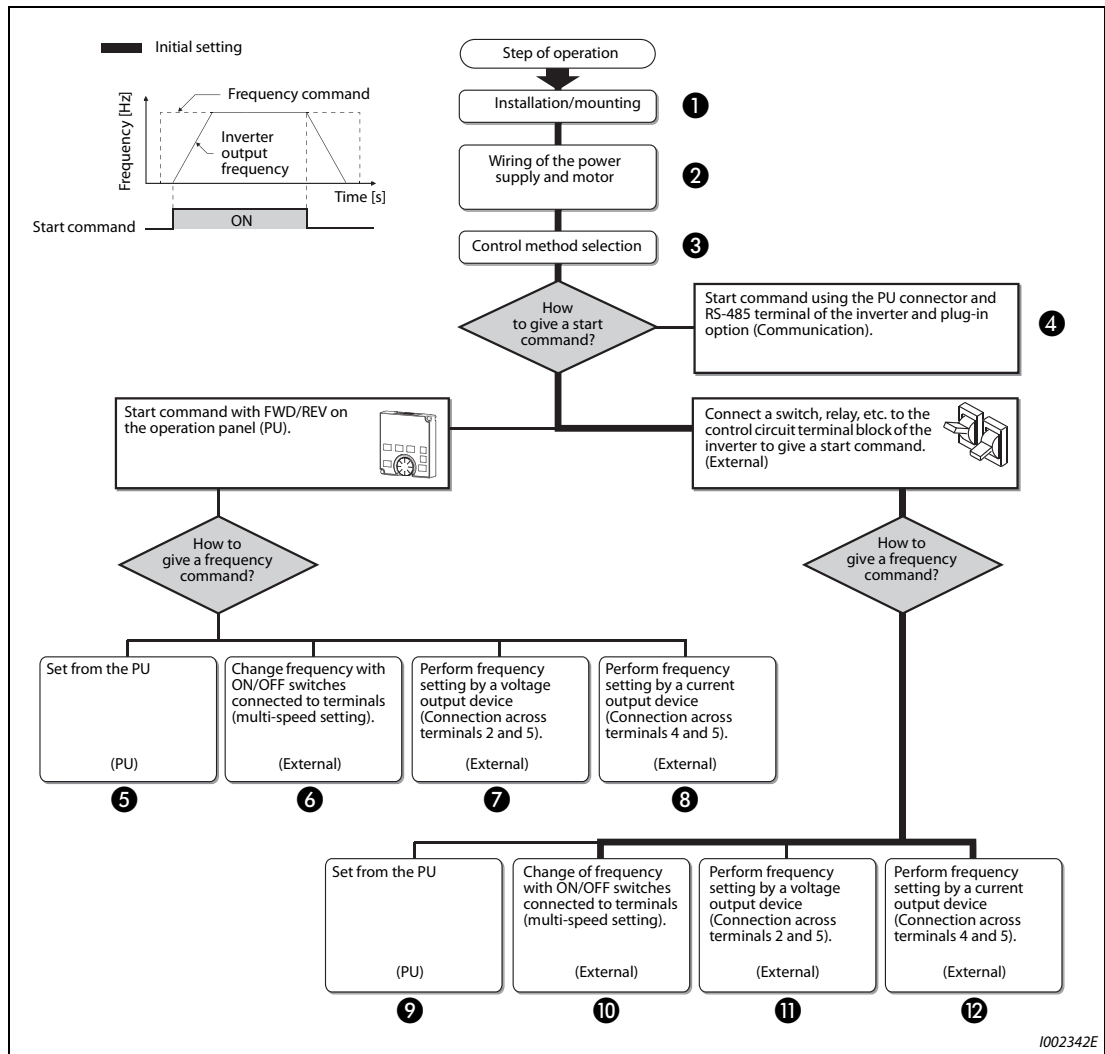 Initial setting
Frequency command
Inverter
output
frequency
Frequency [Hz]
Time [s]
Start command
ON
Step of operation
Installation/mounting
1
Wiring of the power
supply and motor
2
Control method selection
3
How
to give a start
command?
Start command using the PU connector and
RS-485 terminal of the inverter and plug-in
option (Communication).
4
Start command with FWD/REV on
the operation panel (PU).
Connect a switch, relay, etc. to the
control circuit terminal block of the
inverter to give a start command.
(External)
How to
give a frequency
command?
How to
give a frequency
command?
Set from the PU
(PU)
5
Change frequency with
ON/OFF switches
connected to terminals
(multi-speed setting).
(External)
6
Perform frequency
setting by a voltage
output device
(Connection across
terminals 2 and 5).
(External)
7
Perform frequency
setting by a current
output device
(Connection across
terminals 4 and 5).
(External)
8
Set from the PU
(PU)
9
Change of frequency
with ON/OFF switches
connected to terminals
(multi-speed setting).
(External)
10
Perform frequency
setting by a voltage
output device
(Connection across
terminals 2 and 5).
(External)
11
Perform frequency
setting by a current
output device
(Connection across
terminals 4 and 5).
(External)
12
I002342E